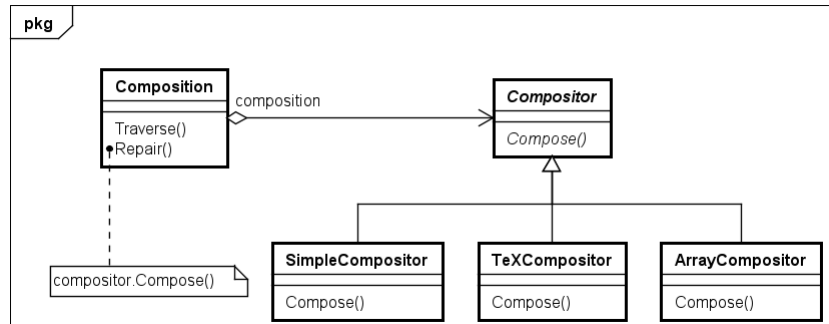 pkg
Composition
Traverse()
Repair()
composition
Compositor
Compose()
compositor.Compose()
SimpleCompositor
Compose()
TeXCompositor
Compose()
ArrayCompositor
Compose()